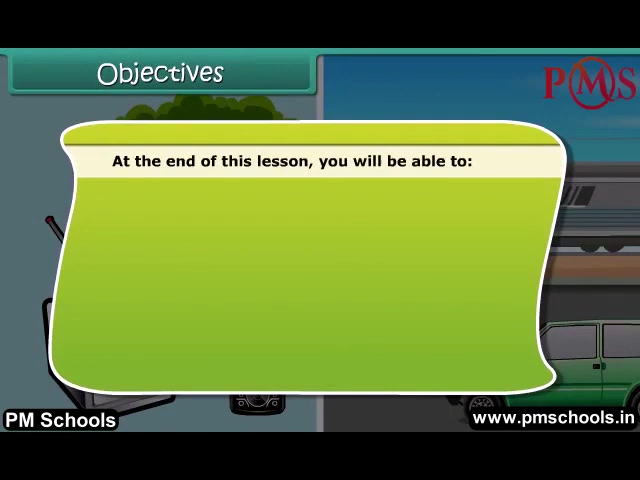 Objectives
PMS
At the end of this lesson, you will be able to:
PM Schools
www.pmschools.in